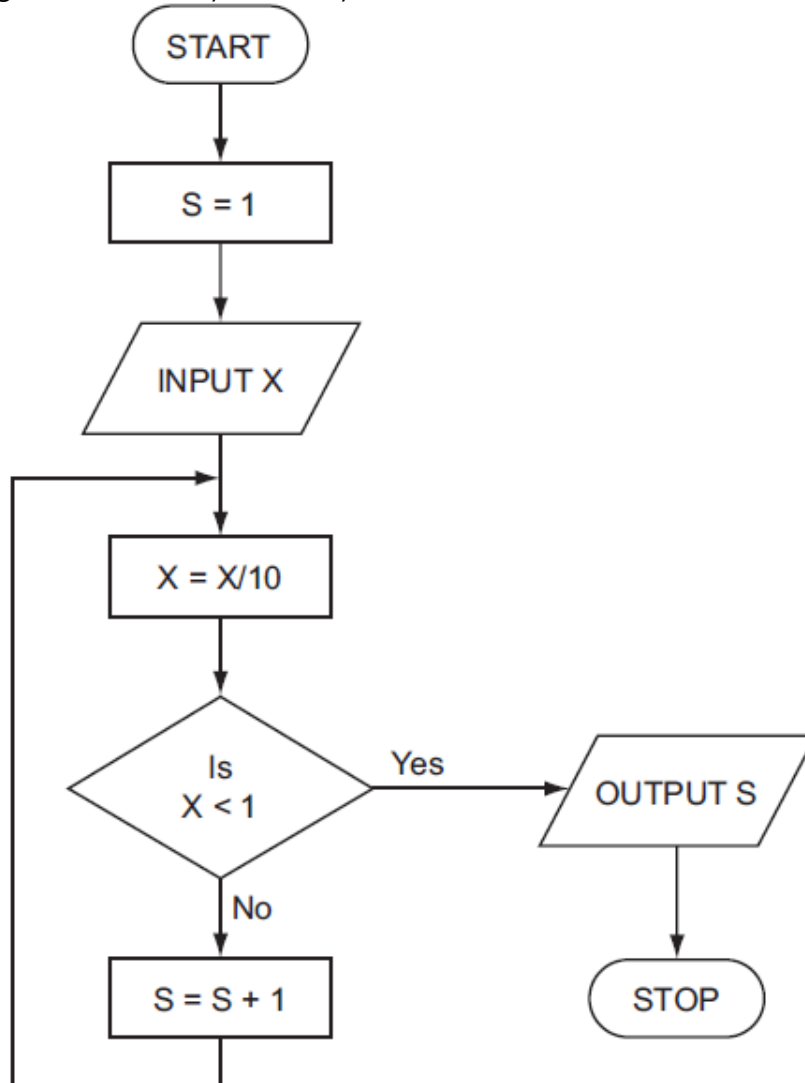 START
S = 1
INPUT X
X = X/10
Is
X < 1
Yes
OUTPUT S
No
S = S + 1
STOP